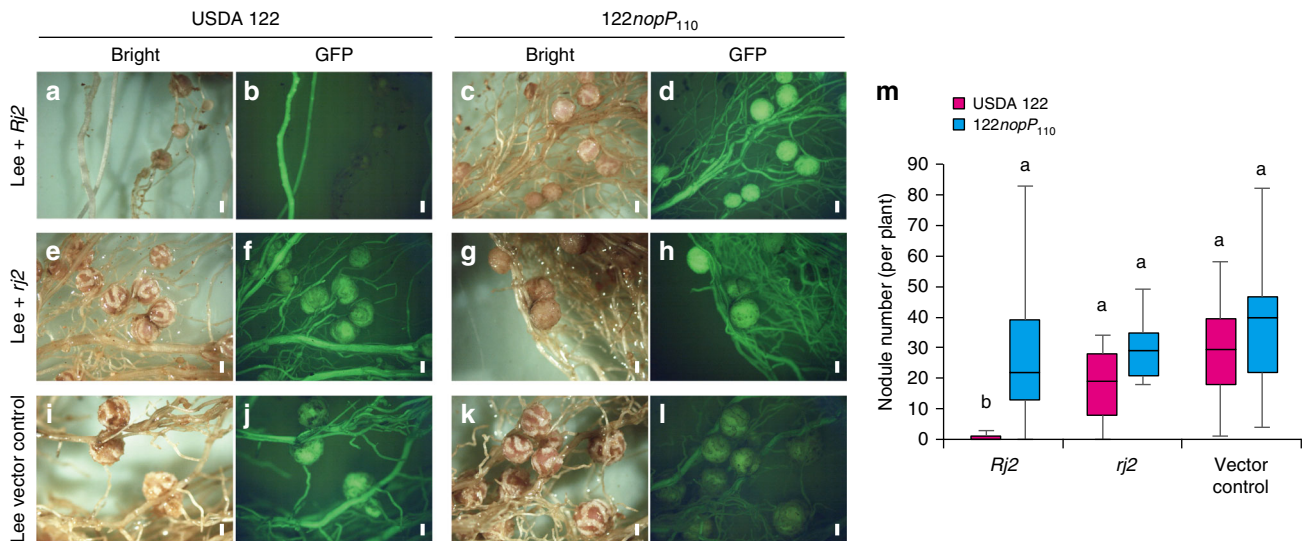 USDA 122
122nopP110
Bright
GFP
Bright
GFP
Lee + Rj2
a
b
c
d
Lee + rj2
e
f
g
h
Lee vector control
i
j
k
l
m
USDA 122
122nopP110
Nodule number (per plant)
90
80
70
60
50
40
30
20
10
0
b
a
a
a
a
a
Rj2
rj2
Vector
control